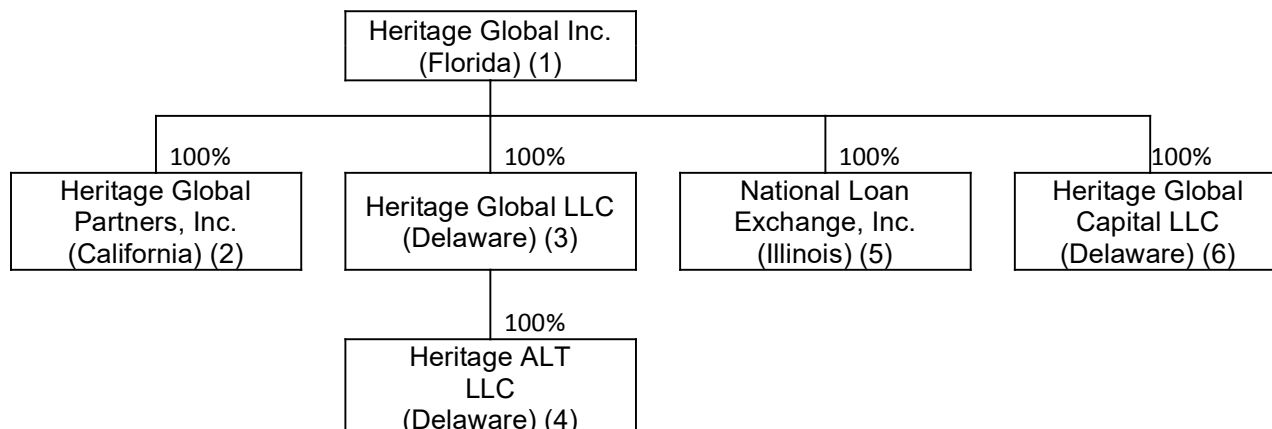 Heritage Global Inc.
(Florida) (1)
100%
100%
100%
100%
Heritage Global
Partners, Inc.
(California) (2)
Heritage Global LLC
(Delaware) (3)
National Loan
Exchange, Inc.
(Illinois) (5)
Heritage Global
Capital LLC
(Delaware) (6)
100%
Heritage ALT
LLC
(Delaware) (4)